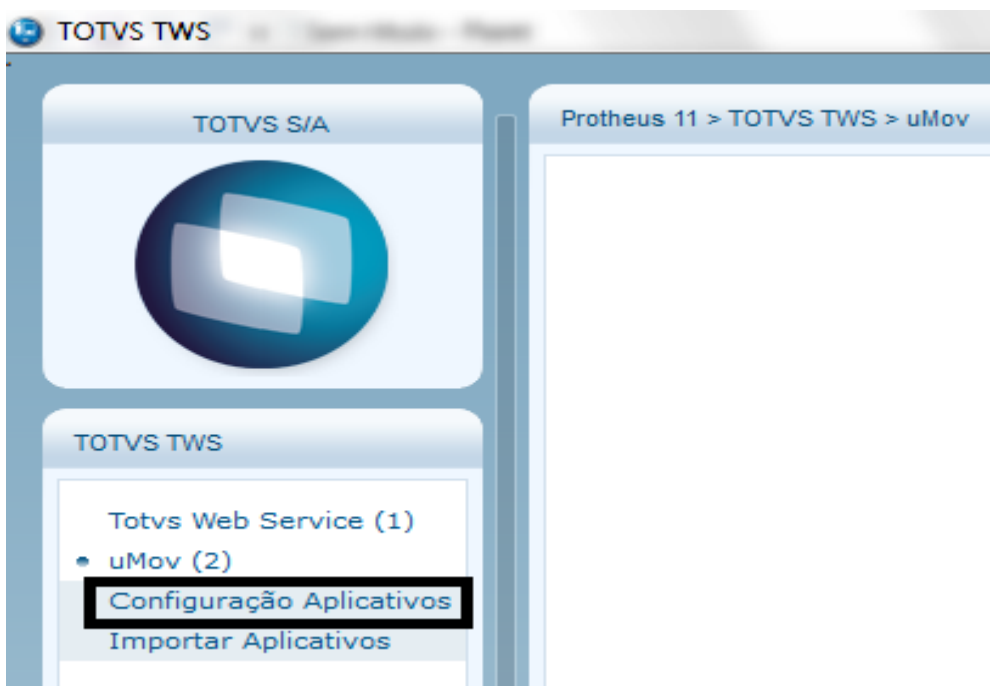 TOTVS TWS
TOTVS S/A
Protheus 11 > TOTVS TWS > uMov
TOTVS TWS
Totvs Web Service (1)
uMov (2)
Configuração Aplicativos
Importar Aplicativos